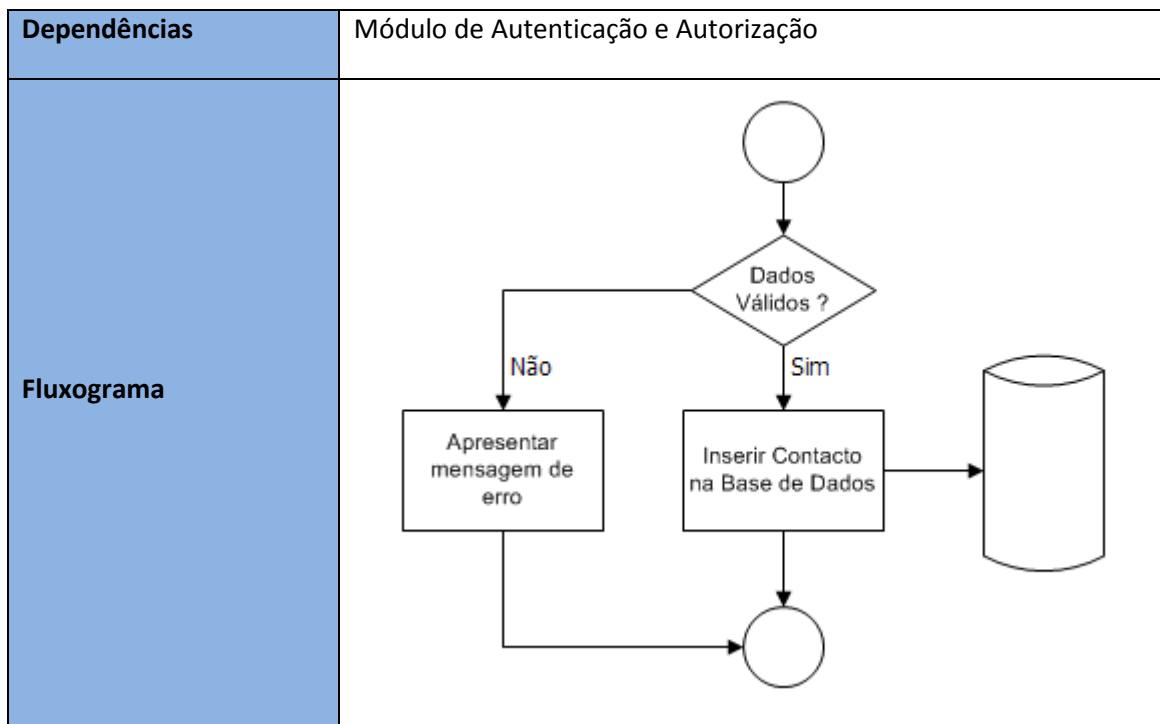 Dependências
Módulo de Autenticação e Autorização
Fluxograma
Dados
Válidos ?
Não
Sim
Apresentar
mensagem de
erro
Inserir Contacto
na Base de Dados